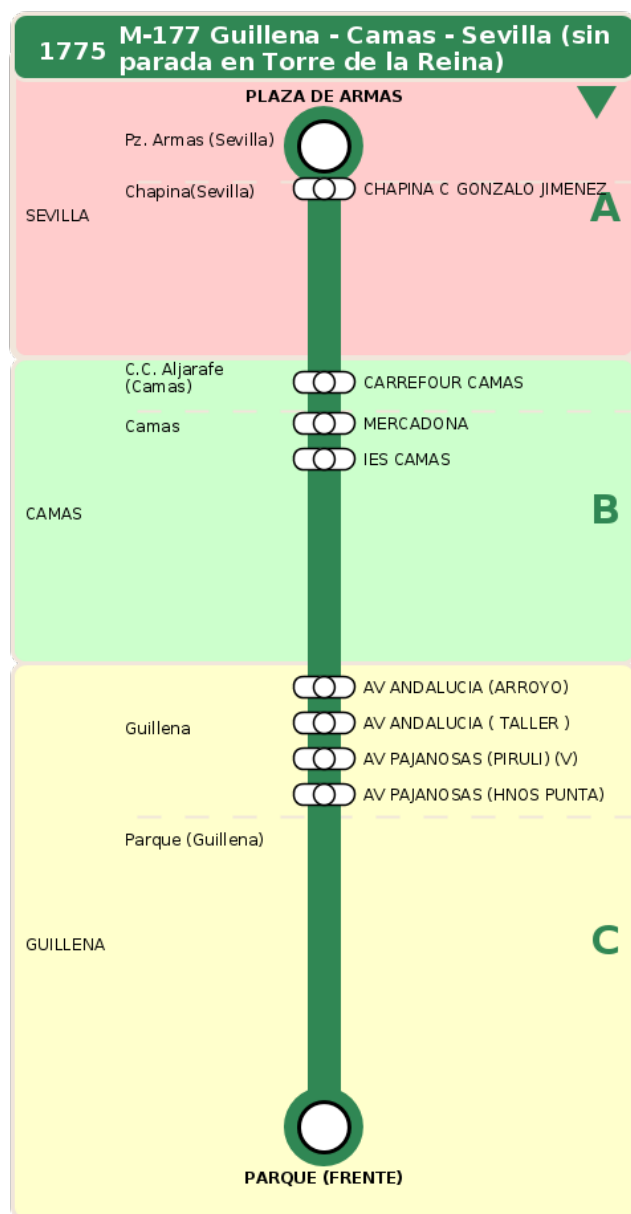 1775
M-177 Guillena - Camas - Sevilla (sin
parada en Torre de la Reina)
PLAZA DE ARMAS
Pz. Armas (Sevilla)
Chapina(Sevilla)
CHAPINA C GONZALO JIMENEZ
A
SEVILLA
C.C. Aljarafe
(Camas)
CARREFOUR CAMAS
Camas
MERCADONA
IES CAMAS
CAMAS
B
AV ANDALUCIA (ARROYO)
Guillena
AV ANDALUCIA ( TALLER )
AV PAJANOSAS (PIRULI) (V)
AV PAJANOSAS (HNOS PUNTA)
Parque (Guillena)
GUILLENA
C
PARQUE (FRENTE)